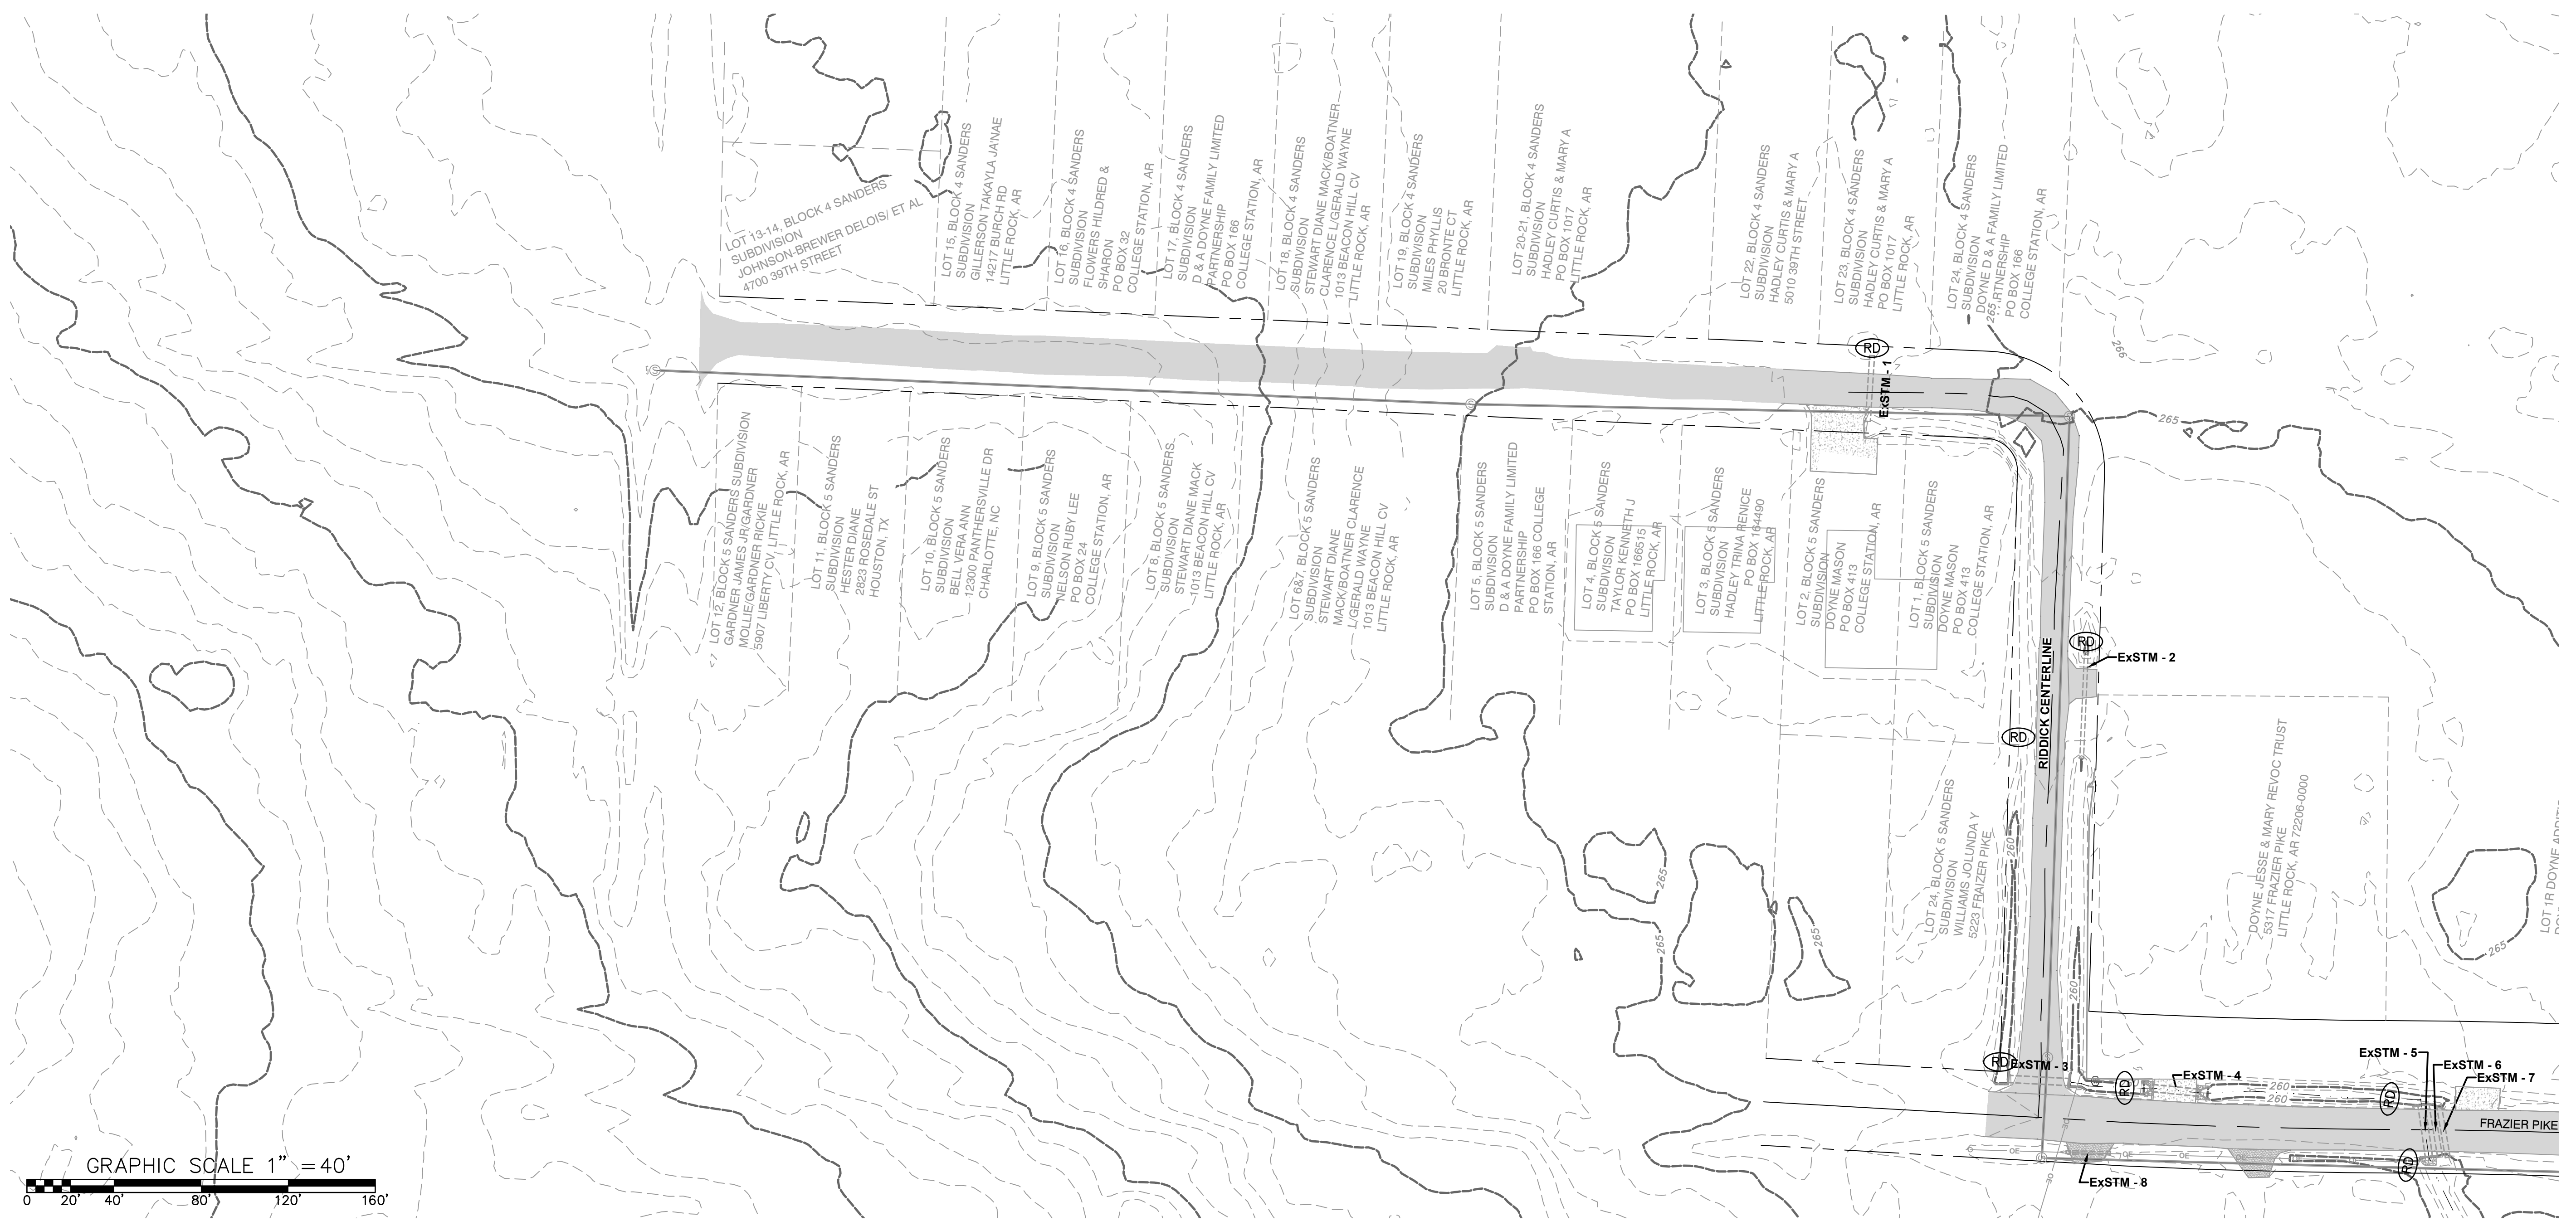 LOT 13-14, BLOCK 4 SANDERS
SUBDIVISION
JOHNSON-BREWER DELOIS/ ET AL
4700 39TH STREET
LOT 15, BLOCK 4 SANDERS
SUBDIVISION
GILLERSON TAKAYLA JA'NAE
14217 BURCH RD
LITTLE ROCK, AR
LOT 16, BLOCK 4 SANDERS
SUBDIVISION
FLOWERS HILDRED &
SHARON
PO BOX 32
COLLEGE STATION, AR
LOT 17, BLOCK 4 SANDERS
SUBDIVISION
D & A DOYNE FAMILY LIMITED
PARTNERSHIP
PO BOX 166
COLLEGE STATION, AR
LOT 18, BLOCK 4 SANDERS
SUBDIVISION
STEWART DIANE MACK/BOATNER
CLARENCE L/GERALD WAYNE
1013 BEACON HILL CV
LITTLE ROCK, AR
LOT 19, BLOCK 4 SANDERS
SUBDIVISION
MILES PHYLLIS
20 BRONTE CT
LITTLE ROCK, AR
LOT 20-21, BLOCK 4 SANDERS
SUBDIVISION
HADLEY CURTIS & MARY A
PO BOX 1017
LITTLE ROCK, AR
LOT 22, BLOCK 4 SANDERS
SUBDIVISION
HADLEY CURTIS & MARY A
5010 39TH STREET
LOT 23, BLOCK 4 SANDERS
SUBDIVISION
HADLEY CURTIS & MARY A
PO BOX 1017
LITTLE ROCK, AR
LOT 24, BLOCK 4 SANDERS
SUBDIVISION
DOYNE D & A FAMILY LIMITED
RTNERSHIP
PO BOX 166
COLLEGE STATION, AR
265
266
RD
ExSTM - 1
265
LOT 12, BLOCK 5 SANDERS SUBDIVISION
GARDNER JAMES JR/GARDNER
MOLLIE/GARDNER RICKIE
5907 LIBERTY CV, LITTLE ROCK, AR
LOT 11, BLOCK 5 SANDERS
SUBDIVISION
HESTER DIANE
2823 ROSEDALE ST
HOUSTON, TX
LOT 10, BLOCK 5 SANDERS
SUBDIVISION
BELL VERA ANN
12300 PANTHERSVILLE DR
CHARLOTTE, NC
LOT 9, BLOCK 5 SANDERS
SUBDIVISION
NELSON RUBY LEE
PO BOX 24
COLLEGE STATION, AR
LOT 8, BLOCK 5 SANDERS
SUBDIVISION
STEWART DIANE MACK
1013 BEACON HILL CV
LITTLE ROCK, AR
LOT 6&7, BLOCK 5 SANDERS
SUBDIVISION
STEWART DIANE
MACK/BOATNER CLARENCE
L/GERALD WAYNE
1013 BEACON HILL CV
LITTLE ROCK, AR
LOT 5, BLOCK 5 SANDERS
SUBDIVISION
D & A DOYNE FAMILY LIMITED
PARTNERSHIP
PO BOX 166 COLLEGE
STATION, AR
LOT 4, BLOCK 5 SANDERS
SUBDIVISION
TAYLOR KENNETH J
PO BOX 166515
LITTLE ROCK, AR
LOT 3, BLOCK 5 SANDERS
SUBDIVISION
HADLEY TRINA RENICE
PO BOX 164490
LITTLE ROCK, AR
LOT 2, BLOCK 5 SANDERS
SUBDIVISION
DOYNE MASON
PO BOX 413
COLLEGE STATION, AR
LOT 1, BLOCK 5 SANDERS
SUBDIVISION
DOYNE MASON
PO BOX 413
COLLEGE STATION, AR
RD
ExSTM - 2
RD
RIDDICK CENTERLINE
LOT 24, BLOCK 5 SANDERS
SUBDIVISION
WILLIAMS JOLUNDA Y
5223 FRAIZER PIKE
DOYNE JESSE & MARY REVOC TRUST
5317 FRAZIER PIKE
LITTLE ROCK, AR 72206-0000
LOT 1R DOYNE
260
260
265
265
265
265
RD
ExSTM - 3
RD
ExSTM - 4
260
260
RD
ExSTM - 5
ExSTM - 6
ExSTM - 7
FRAZIER PIKE
OE
OE
OE
OE
RD
ExSTM - 8
GRAPHIC SCALE 1" =40'
0 20' 40' 80' 120' 160'